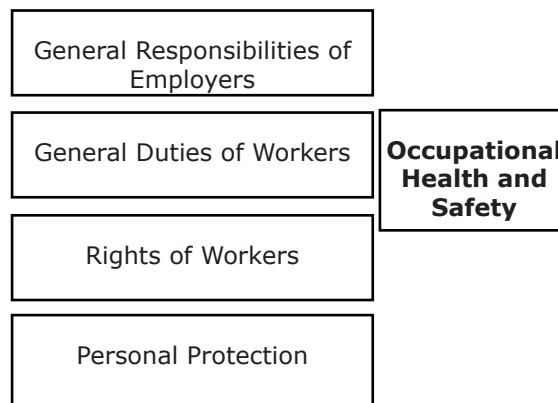 General Responsibilities of
Employers
General Duties of Workers
Occupational
Health and
Safety
Rights of Workers
Personal Protection